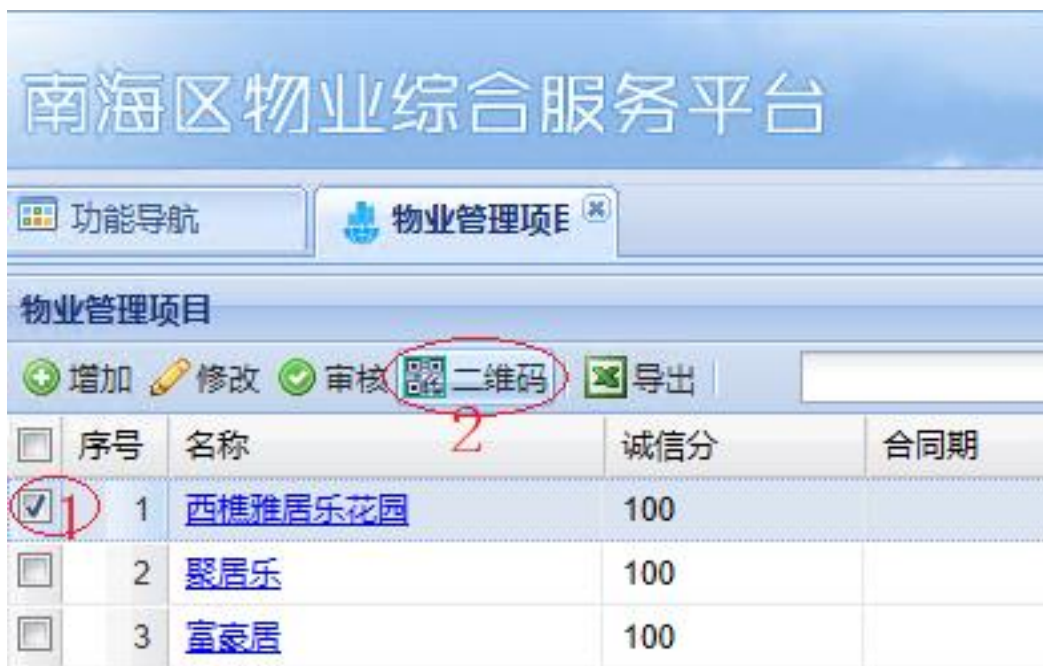 南海区物业综合服务平台
功能导航 物业管理项目
物业管理项目
增加 修改 审核 二维码 导出
2
序号 名称 诚信分 合同期
1 1 西樵雅居乐花园 100
2 聚居乐 100
3 富豪居 100